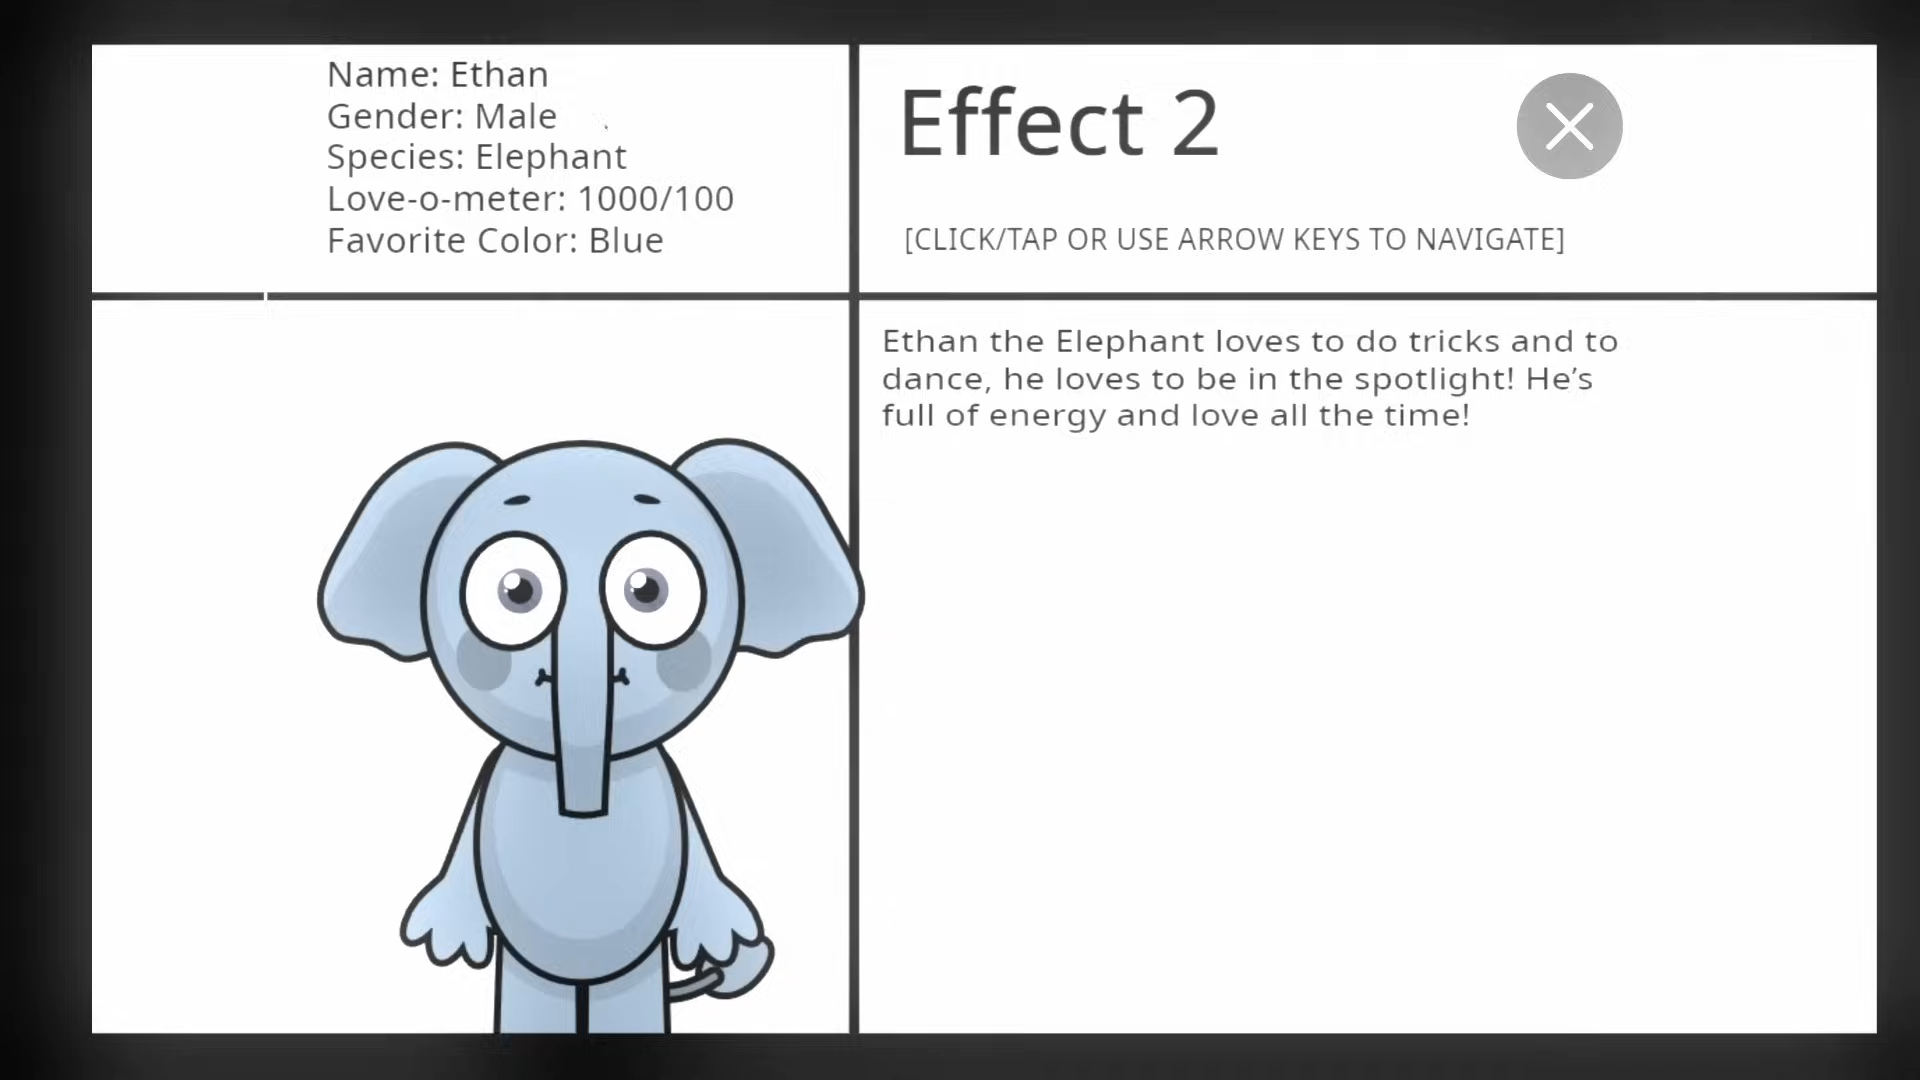 Name: Ethan
Gender: Male
Species: Elephant
Love-o-meter: 1000/100
Favorite Color: Blue
Effect 2
[CLICK/TAP OR USE ARROW KEYS TO NAVIGATE]
Ethan the Elephant loves to do tricks and to
dance, he loves to be in the spotlight! He's
full of energy and love all the time!